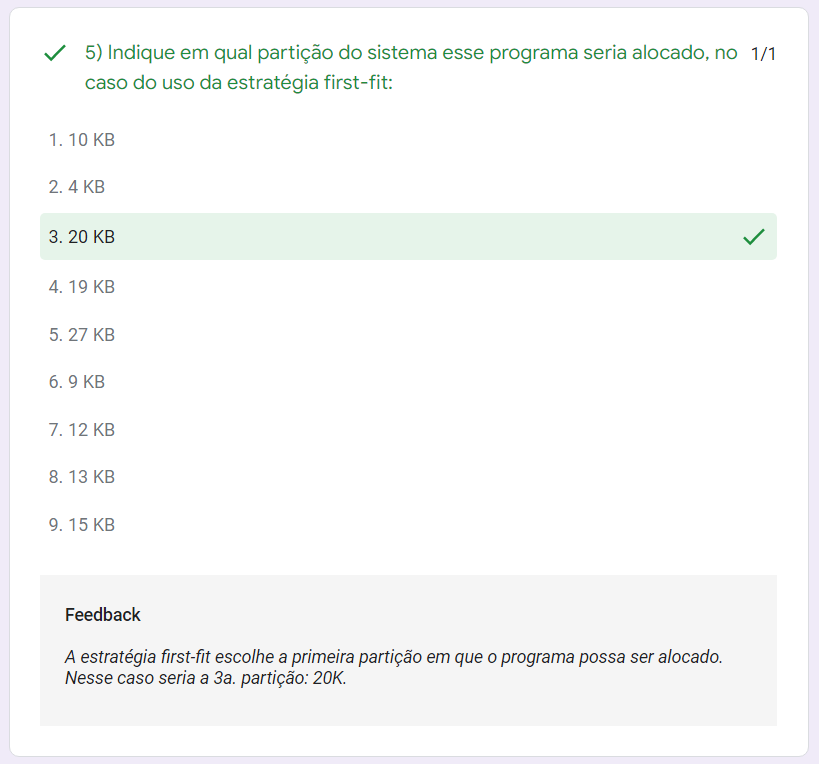 5) Indique em qual partição do sistema esse programa seria alocado, no 1/1
caso do uso da estratégia first-fit:
1. 10 KB
2. 4 KB
3. 20 KB
4. 19 KB
5. 27 KB
6. 9 KB
7. 12 KB
8. 13 KB
9. 15 KB
Feedback
A estratégia first-fit escolhe a primeira partição em que o programa possa ser alocado.
Nesse caso seria a 3a. partição: 20K.